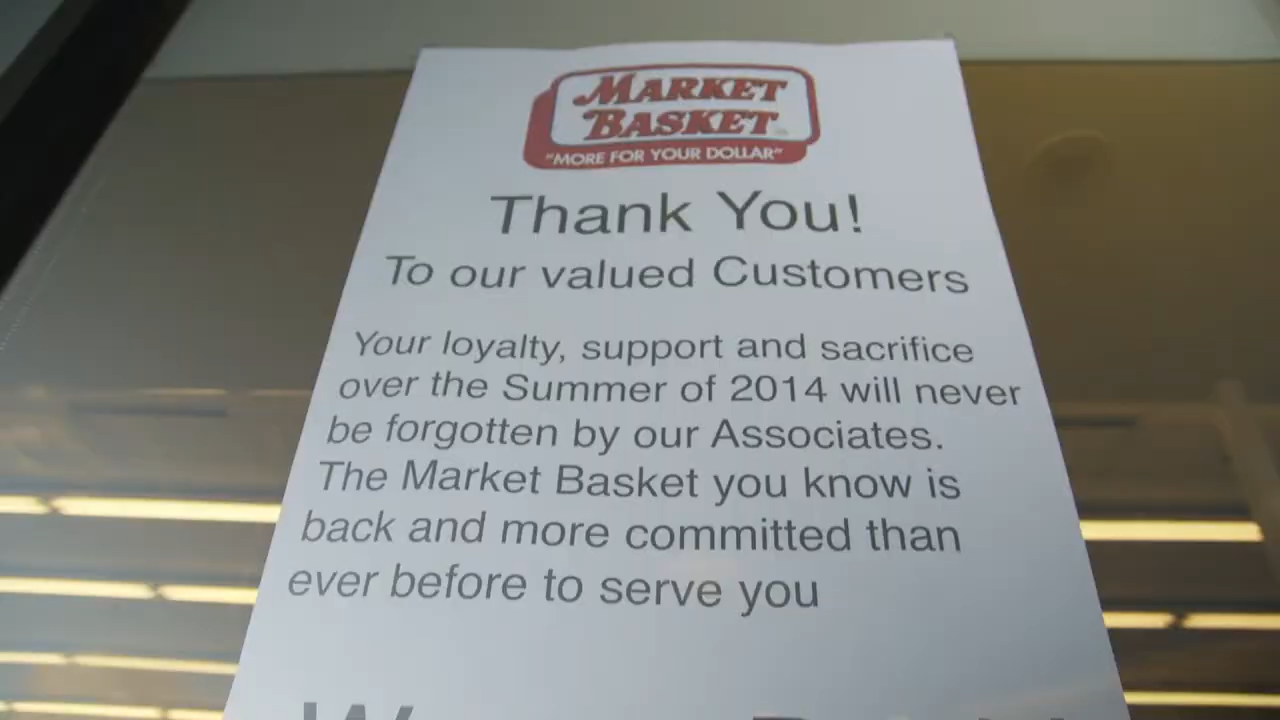 MARKET
BASKET
"MORE FOR YOUR DOLLAR"
Thank You!
To our valued Customers
Your loyalty, support and sacrifice
over the Summer of 2014 will never
be forgotten by our Associates.
The Market Basket you know is
back and more committed than
ever before to serve you